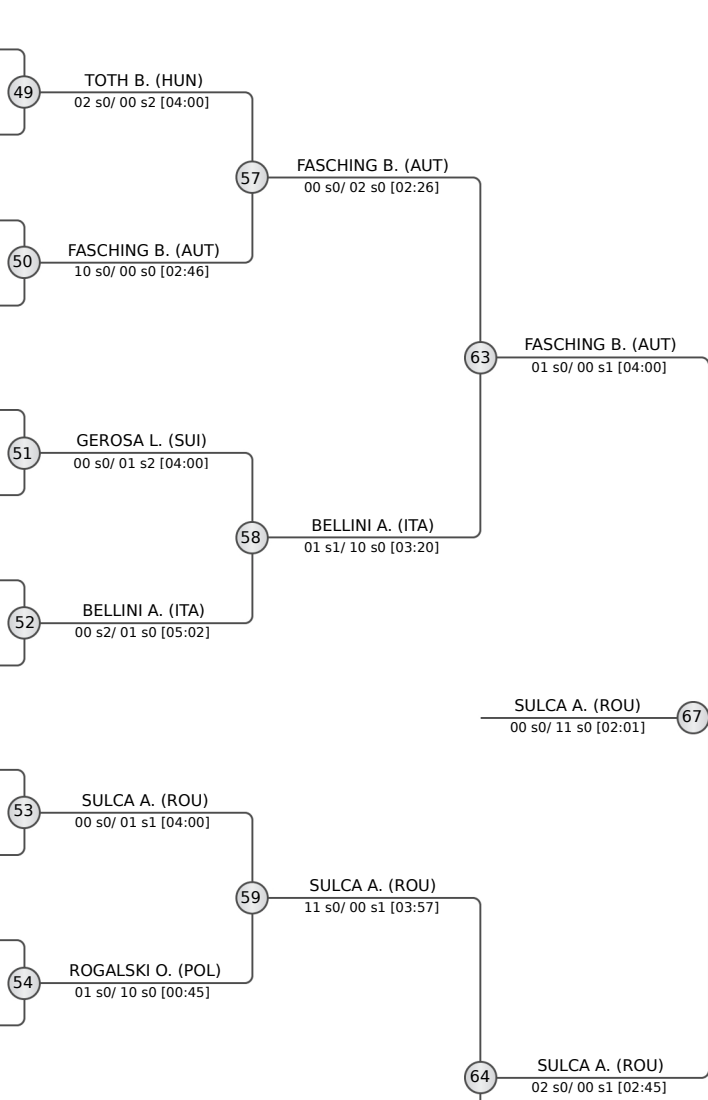 49
TOTH B. (HUN)
02 s0/ 00 s2 [04:00]
57
FASCHING B. (AUT)
00 s0/ 02 s0 [02:26]
50
FASCHING B. (AUT)
10 s0/ 00 s0 [02:46]
63
FASCHING B. (AUT)
01 s0/ 00 s1 [04:00]
51
GEROSA L. (SUI)
00 s0/ 01 s2 [04:00]
58
BELLINI A. (ITA)
01 s1/ 10 s0 [03:20]
52
BELLINI A. (ITA)
00 s2/ 01 s0 [05:02]
SULCA A. (ROU)
00 s0/ 11 s0 [02:01]
67
53
SULCA A. (ROU)
00 s0/ 01 s1 [04:00]
59
SULCA A. (ROU)
11 s0/ 00 s1 [03:57]
54
ROGALSKI O. (POL)
01 s0/ 10 s0 [00:45]
64
SULCA A. (ROU)
02 s0/ 00 s1 [02:45]